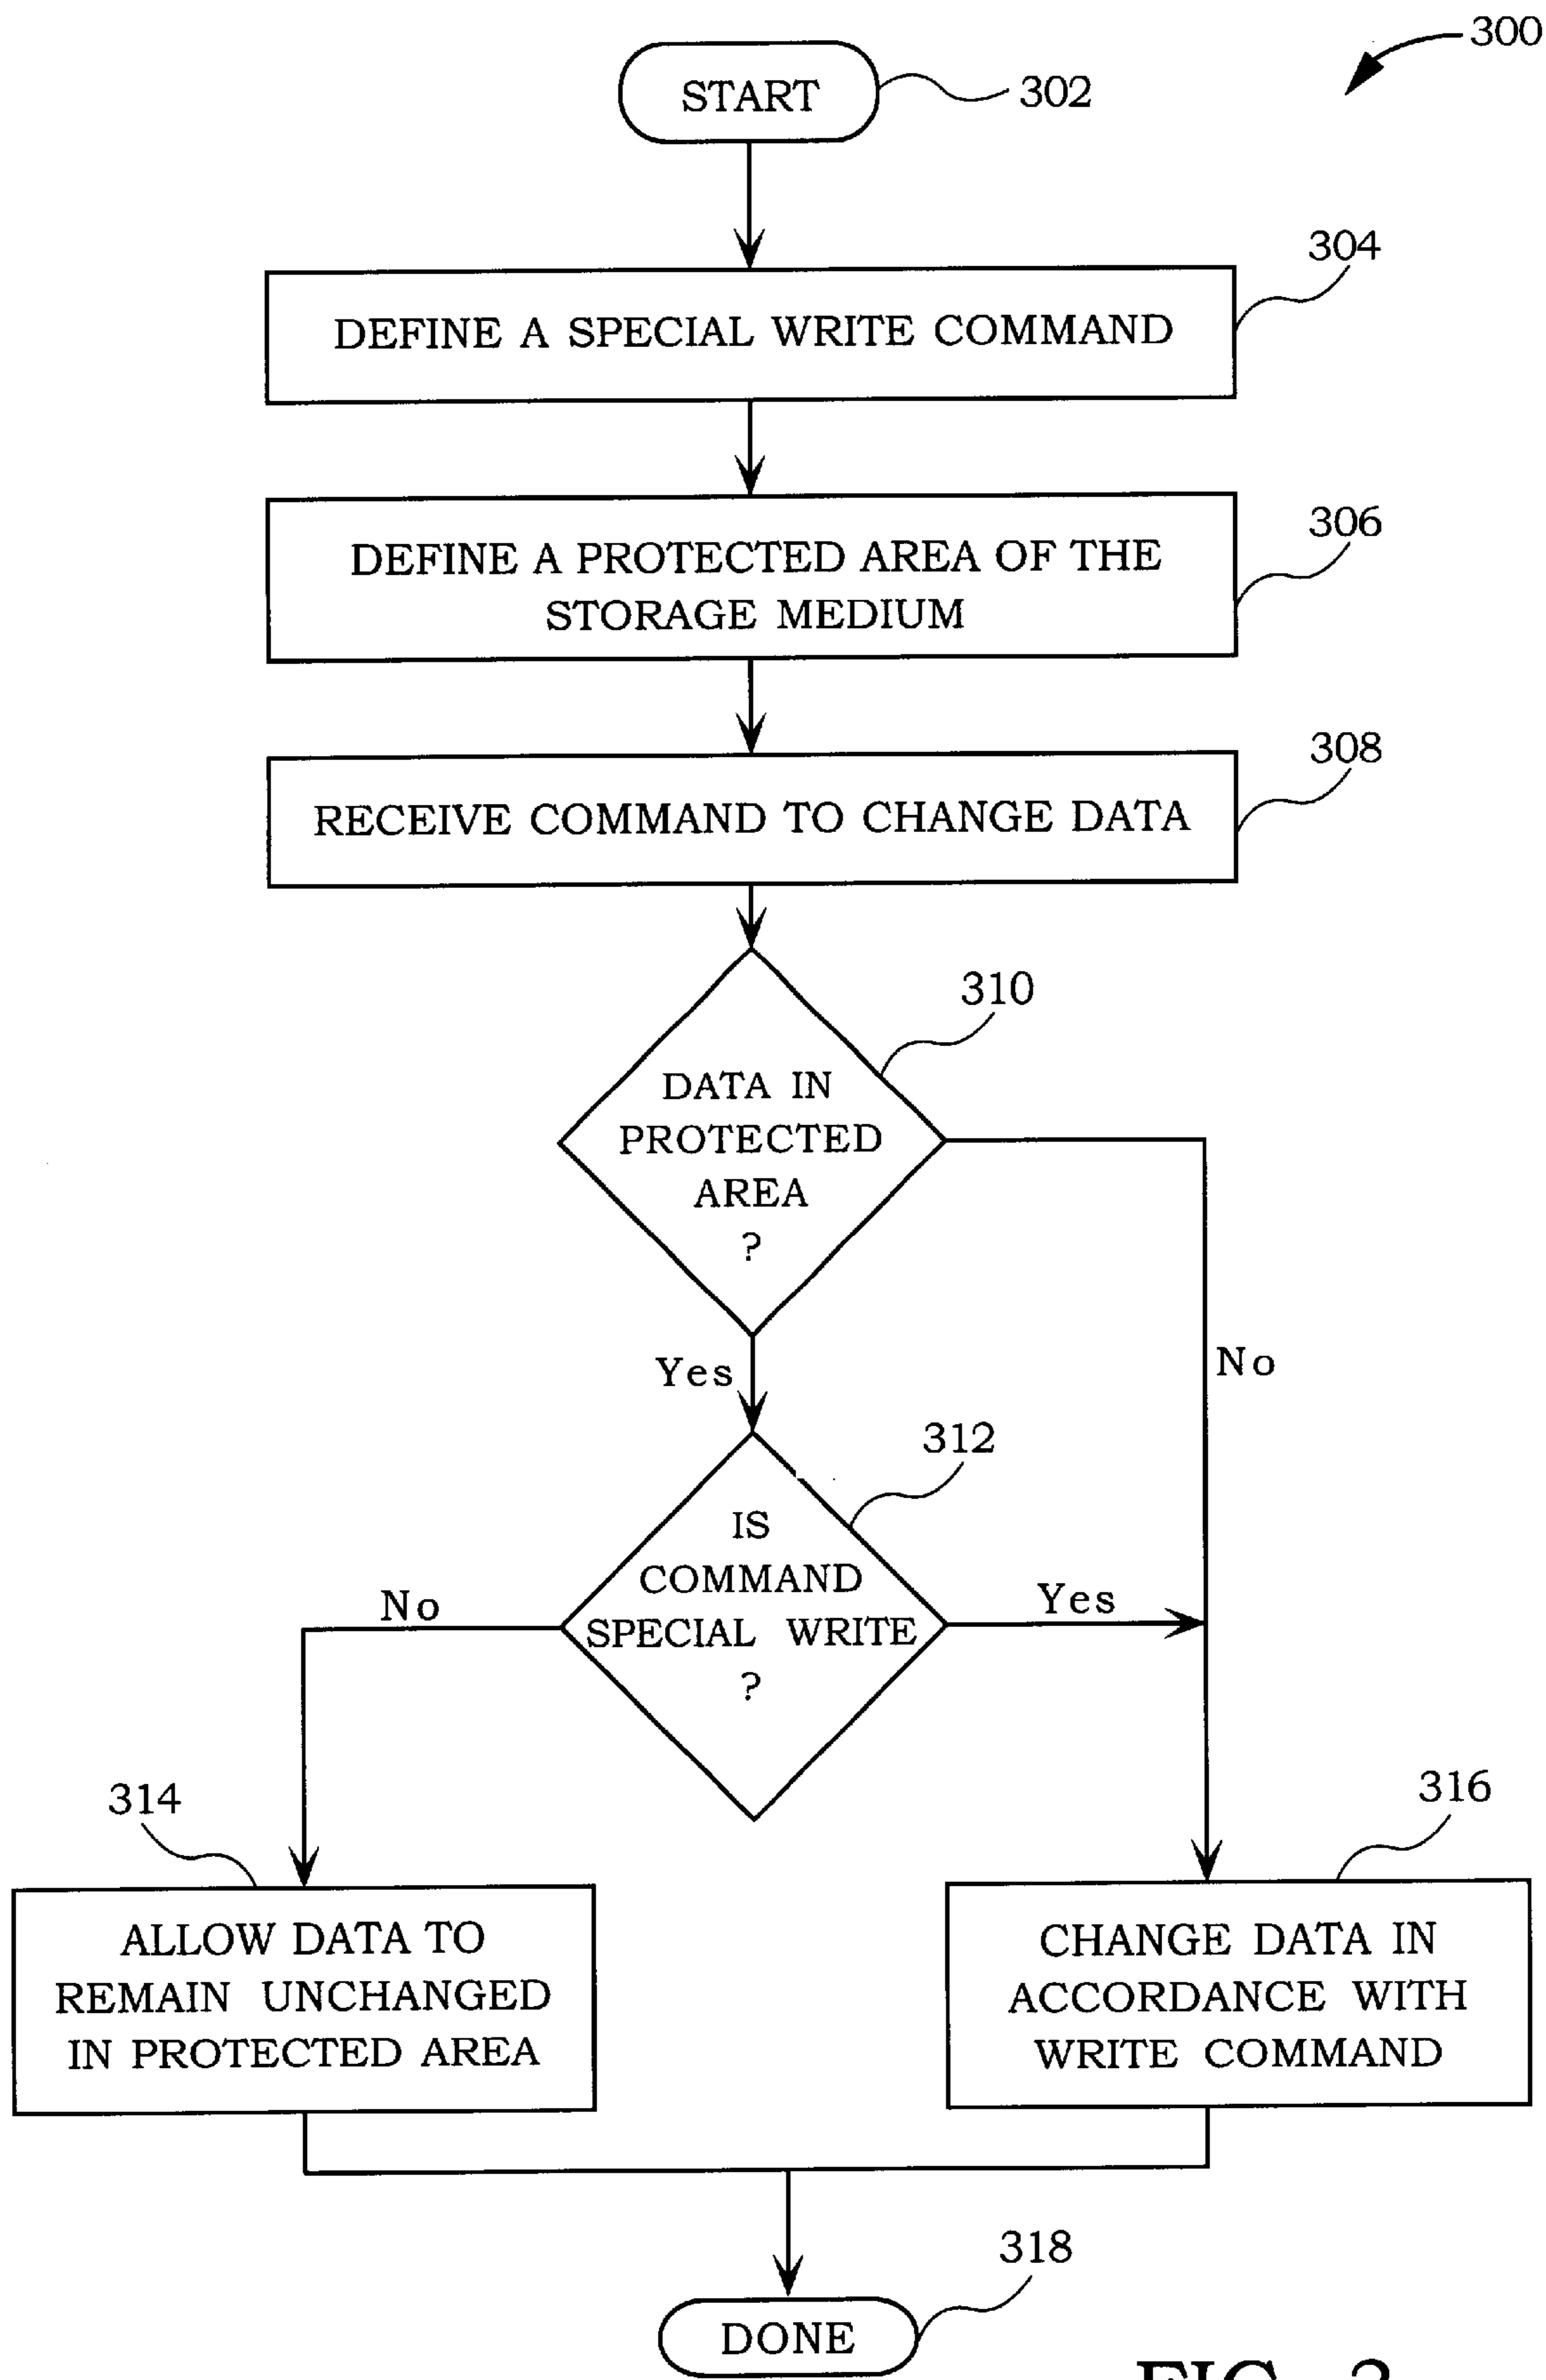 300
START
302
304
DEFINE A SPECIAL WRITE COMMAND
306
DEFINE A PROTECTED AREA OF THE
STORAGE MEDIUM
308
RECEIVE COMMAND TO CHANGE DATA
310
DATA IN
PROTECTED
AREA
?
Yes
No
312
IS
COMMAND
SPECIAL WRITE
?
No
Yes
314
316
ALLOW DATA TO
REMAIN UNCHANGED
IN PROTECTED AREA
CHANGE DATA IN
ACCORDANCE WITH
WRITE COMMAND
318
DONE